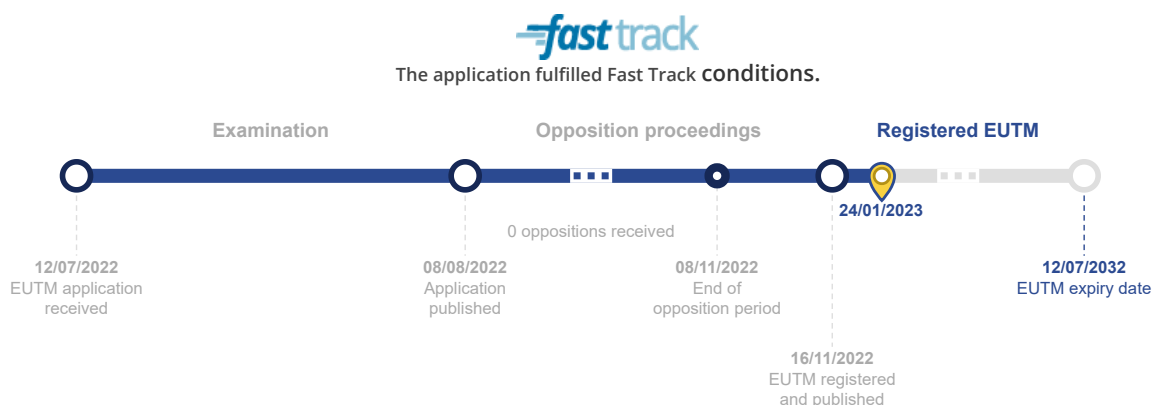 fast track
The application fulfilled Fast Track conditions.
Examination
Opposition proceedings
Registered EUTM
24/01/2023
0 oppositions received
12/07/2022
EUTM application
received
08/08/2022
Application
published
08/11/2022
End of
opposition period
12/07/2032
EUTM expiry date
16/11/2022
EUTM registered
and published